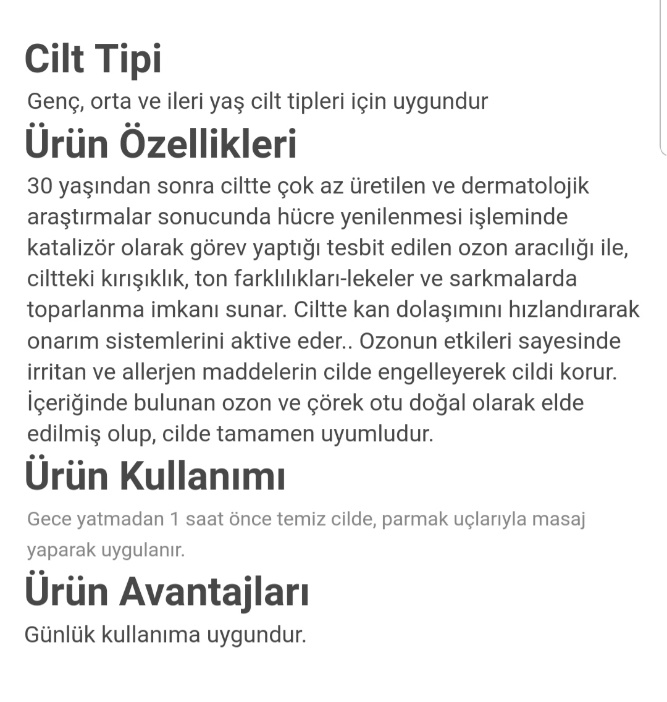 Cilt Tipi
Genç, orta ve ileri yaş cilt tipleri için uygundur
Ürün Özellikleri
30 yaşından sonra ciltte çok az üretilen ve dermatolojik
araştırmalar sonucunda hücre yenilenmesi işleminde
katalizör olarak görev yaptığı tesbit edilen ozon aracılığı ile,
ciltteki kırışıklık, ton farklılıkları-lekeler ve sarkmalarda
toparlanma imkanı sunar. Ciltte kan dolaşımını hızlandırarak
onarım sistemlerini aktive eder.. Ozonun etkileri sayesinde
irritan ve allerjen maddelerin cilde engelleyerek cildi korur.
İçeriğinde bulunan ozon ve çörek otu doğal olarak elde
edilmiş olup, cilde tamamen uyumludur.
Ürün Kullanımı
Gece yatmadan 1 saat önce temiz cilde, parmak uçlarıyla masaj
yaparak uygulanır.
Ürün Avantajları
Günlük kullanıma uygundur.